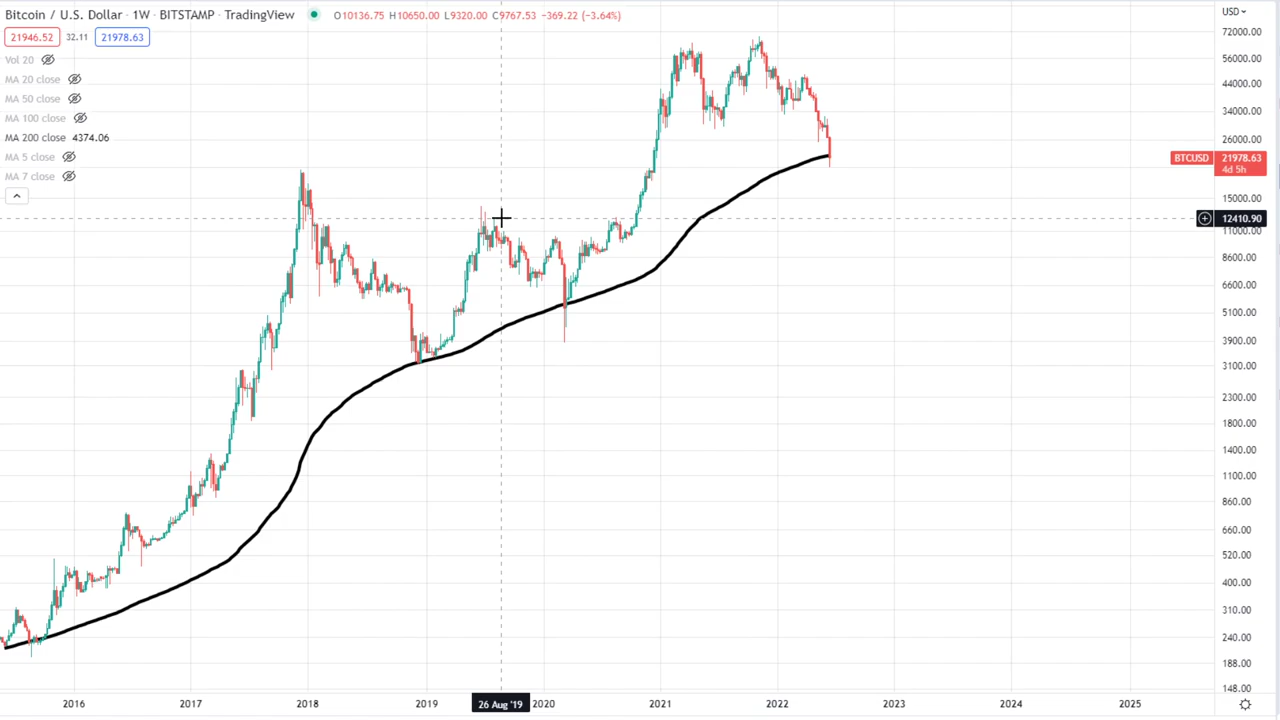 Bitcoin / U.S. Dollar · 1W · BITSTAMP · TradingView O10136.75 H10650.00 L9320.00 C9767.53 -369.22 (-3.64%)
USD
21946.52 32.11 21978.63
Vol 20
MA 20 close
MA 50 close
MA 100 close
MA 200 close 4374.06
MA 5 close
MA 7 close
72000.00
56000.00
44000.00
34000.00
26000.00
BTCUSD 21978.63
4d 5h
15000.00
12410.90
11000.00
8600.00
6600.00
5100.00
3900.00
3100.00
2300.00
1800.00
1400.00
1100.00
860.00
660.00
520.00
400.00
310.00
240.00
188.00
148.00
2016 2017 2018 2019 26 Aug '19 2020 2021 2022 2023 2024 2025